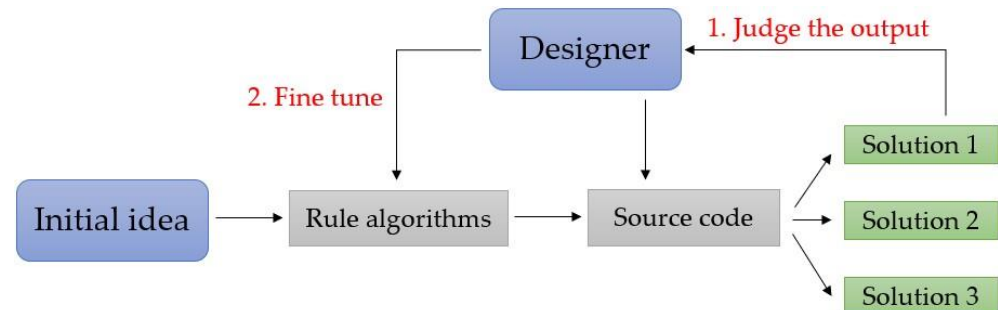 1. Judge the output
Designer
2. Fine tune
Solution 1
Initial idea
Rule algorithms
Source code
Solution 2
Solution 3